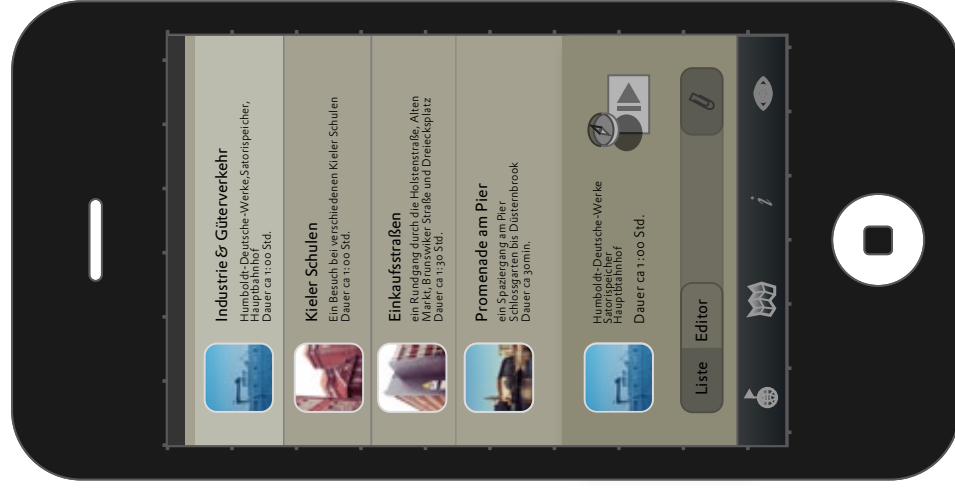 Industrie & Güterverkehr
Humboldt-Deutsche-Werke,Satorispeicher,
Hauptbahnhof
Dauer ca 1:00 Std.
Kieler Schulen
Ein Besuch bei verschiedenen Kieler Schulen
Dauer ca 1:00 Std.
Einkaufsstraßen
ein Rundgang durch die Holstenstraße, Alten
Markt, Brunswiker Straße und Dreiecksplatz
Dauer ca 1:30 Std.
Promenade am Pier
ein Spaziergang am Pier
Schlossgarten bis Düsternbrook
Dauer ca 30min.
Humboldt-Deutsche-Werke
Satorispeicher
Hauptbtahnhof
Dauer ca 1:00 Std.
Liste Editor
i